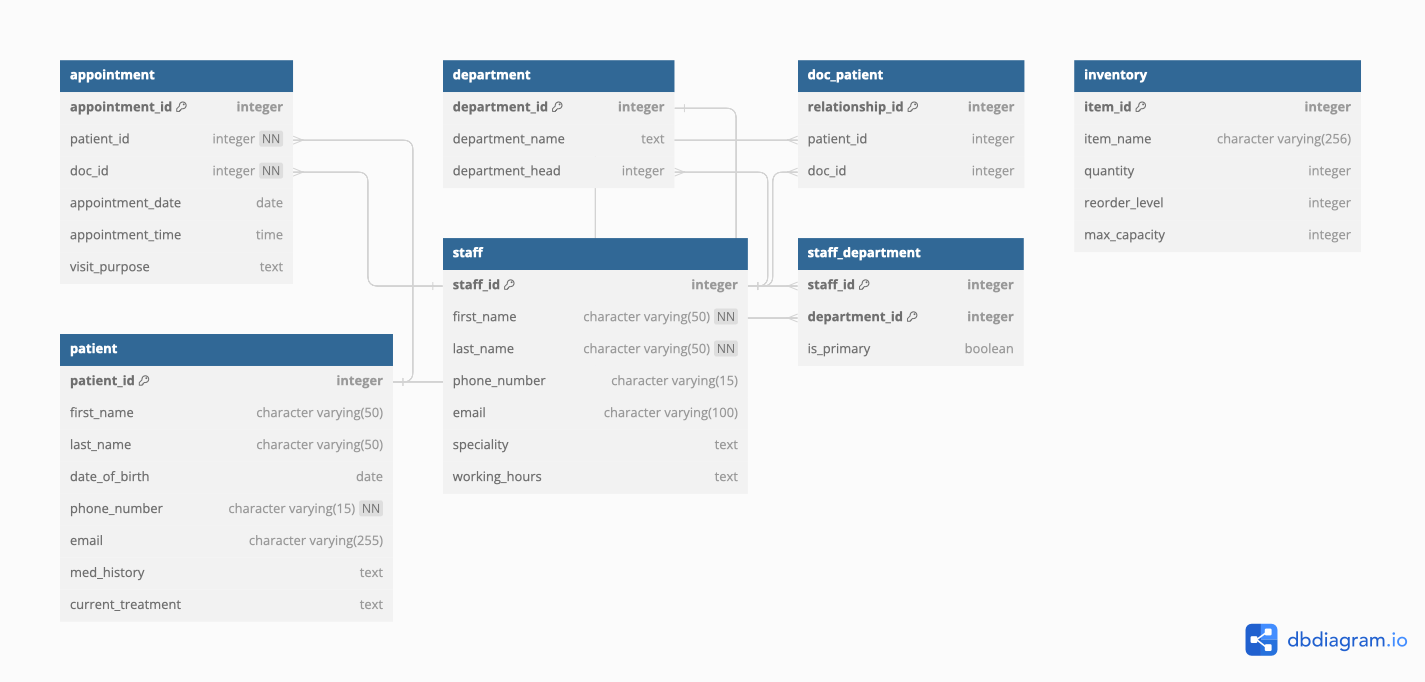 appointment
appointment_id integer
patient_id integer NN
doc_id integer NN
appointment_date date
appointment_time time
visit_purpose text
department
department_id integer
department_name text
department_head integer
doc_patient
relationship_id integer
patient_id integer
doc_id integer
inventory
item_id integer
item_name character varying(256)
quantity integer
reorder_level integer
max_capacity integer
patient
patient_id integer
first_name character varying(50)
last_name character varying(50)
date_of_birth date
phone_number character varying(15) NN
email character varying(255)
med_history text
current_treatment text
staff
staff_id integer
first_name character varying(50) NN
last_name character varying(50) NN
phone_number character varying(15)
email character varying(100)
speciality text
working_hours text
staff_department
staff_id integer
department_id integer
is_primary boolean
dbdiagram.io